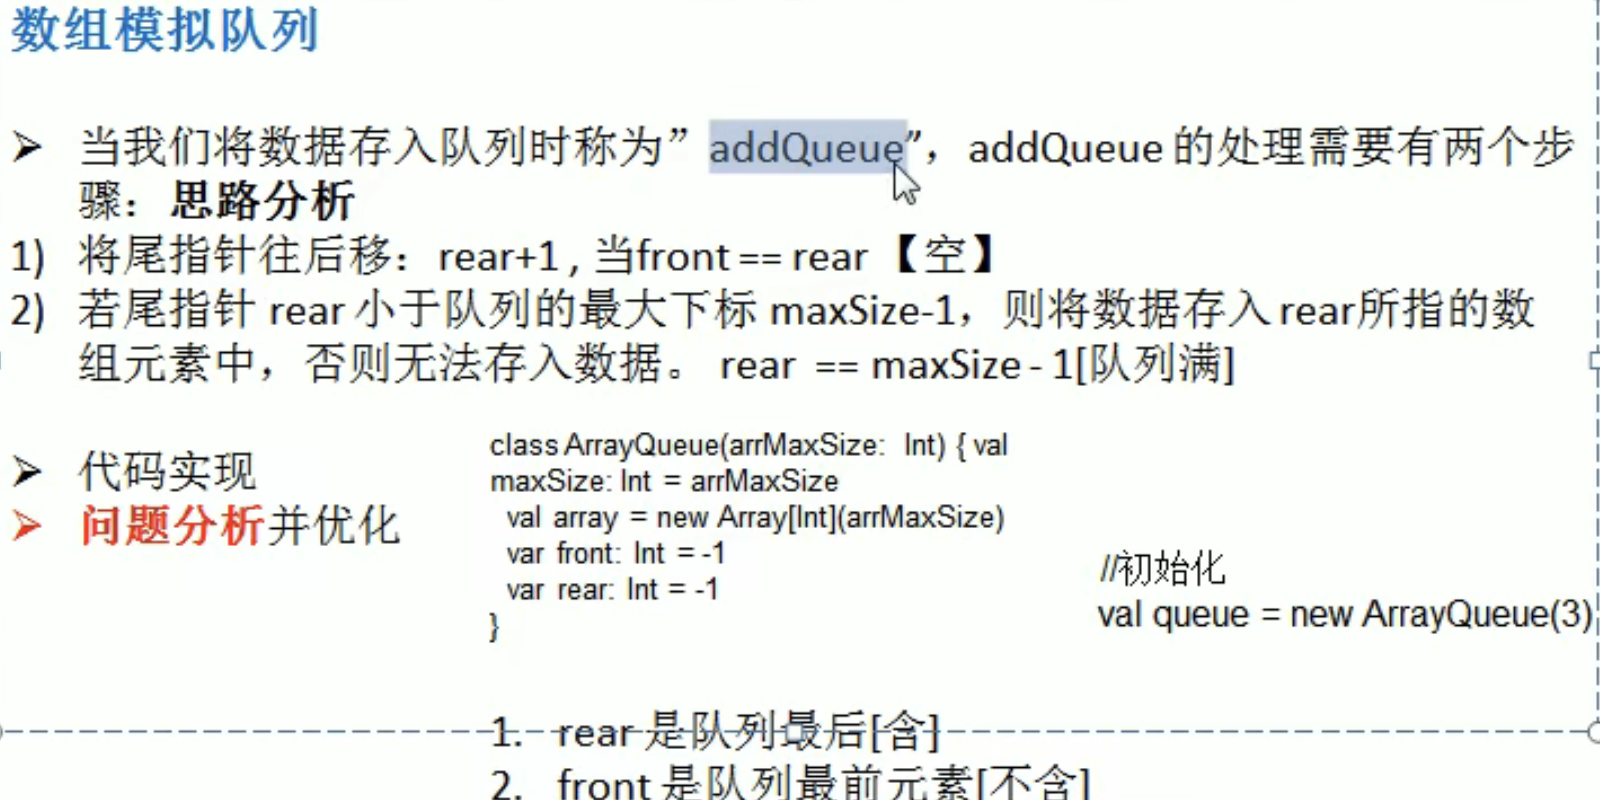 数组模拟队列
➢ 当我们将数据存入队列时称为” addQueue”，addQueue 的处理需要有两个步
骤：思路分析
1) 将尾指针往后移：rear+1 , 当front == rear 【空】
2) 若尾指针 rear 小于队列的最大下标 maxSize-1，则将数据存入 rear所指的数
组元素中，否则无法存入数据。 rear == maxSize - 1[队列满]
➢ 代码实现
➢ 问题分析并优化
class ArrayQueue(arrMaxSize: Int) { val
maxSize: Int = arrMaxSize
val array = new Array[Int](arrMaxSize)
var front: Int = -1
var rear: Int = -1
}
//初始化
val queue = new ArrayQueue(3)
1. rear 是队列最后[含]
2. front 是队列最前元素[不含]